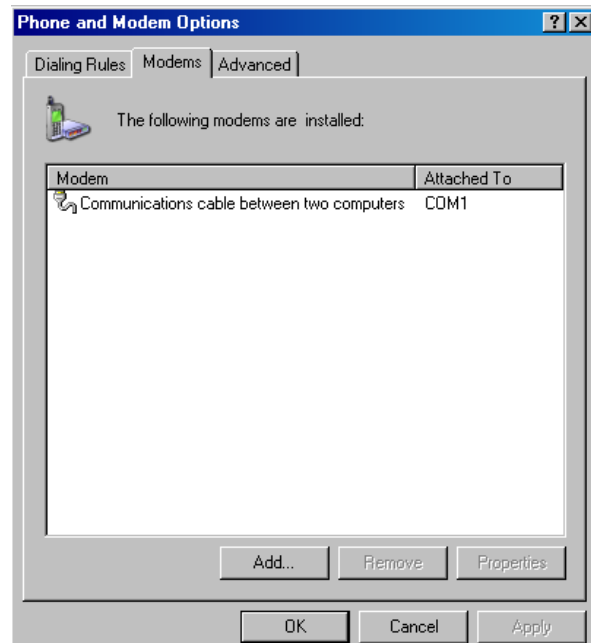 Phone and Modem Options
Dialing Rules Modems Advanced
The following modems are installed:
Modem Attached To
Communications cable between two computers COM1
Add... Remove Properties
OK Cancel Apply